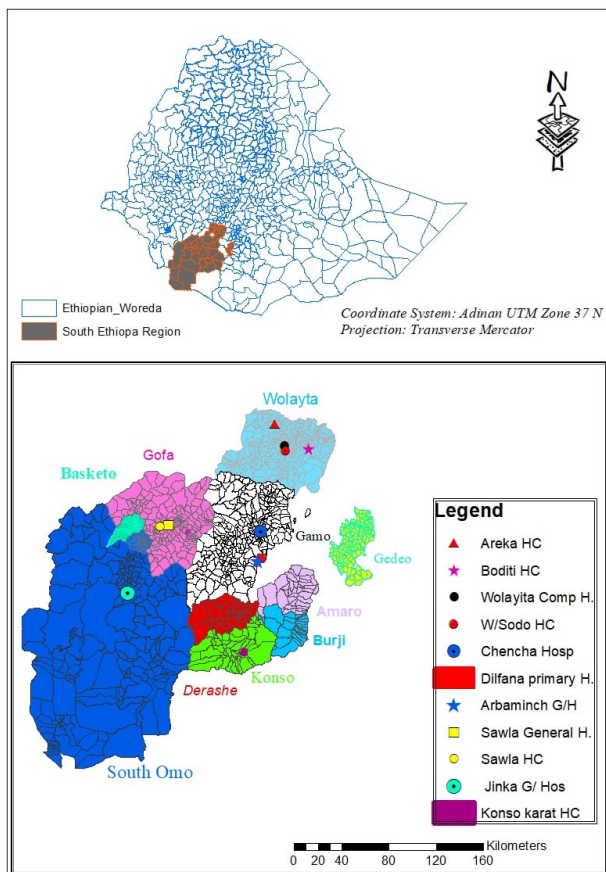 N
Ethiopian_Woreda
South Ethiopa Region
Coordinate System: Adinan UTM Zone 37 N
Projection: Transverse Mercator
Wolayta
Gofa
Basketo
Gamo
Gedeo
Amaro
Burji
Konso
Derashe
South Omo
Legend
Areka HC
Boditi HC
Wolayita Comp H.
W/Sodo HC
Chencha Hosp
Dilfana primary H.
Arbaminch G/H
Sawla General H.
Sawla HC
Jinka G/ Hos
Konso karat HC
Kilometers
0 20 40 80 120 160